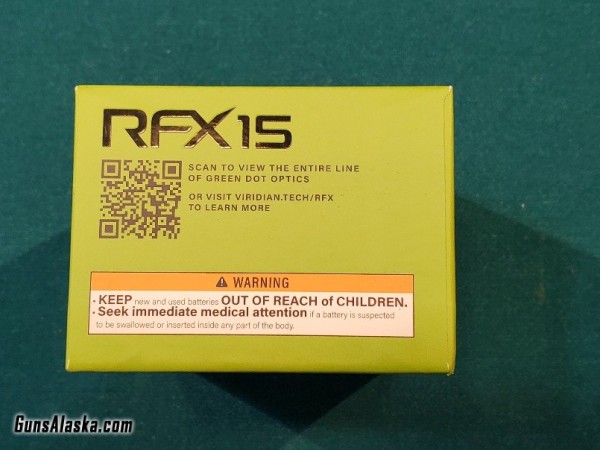 RFX15
SCAN TO VIEW THE ENTIRE LINE
OF GREEN DOT OPTICS
OR VISIT VIRIDIAN.TECH/RFX
TO LEARN MORE
WARNING
• KEEP new and used batteries OUT OF REACH of CHILDREN.
• Seek immediate medical attention if a battery is suspected
to be swallowed or inserted inside any part of the body.
GunsAlaska.com